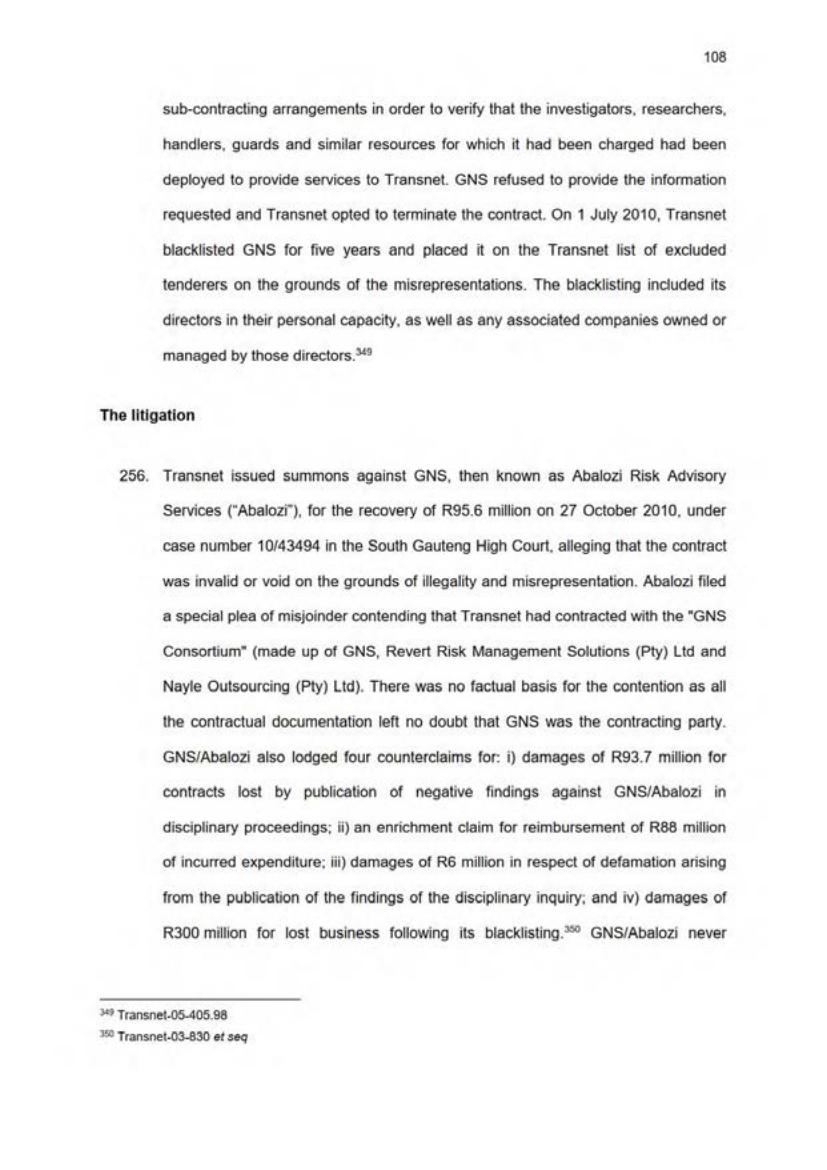 108
sub-contracting arrangements in order to verify that the investigators, researchers,
handlers, guards and similar resources for which it had been charged had been
deployed to provide services to Transnet. GNS refused to provide the information
requested and Transnet opted to terminate the contract. On 1 July 2010, Transnet
blacklisted GNS for five years and placed it on the Transnet list of excluded
tenderers on the grounds of the misrepresentations. The blacklisting included its
directors in their personal capacity, as well as any associated companies owned or
managed by those directors.349
The litigation
256. Transnet issued summons against GNS, then known as Abalozi Risk Advisory
Services ("Abalozi"), for the recovery of R95.6 million on 27 October 2010, under
case number 10/43494 in the South Gauteng High Court, alleging that the contract
was invalid or void on the grounds of illegality and misrepresentation. Abalozi filed
a special plea of misjoinder contending that Transnet had contracted with the "GNS
Consortium" (made up of GNS, Revert Risk Management Solutions (Pty) Ltd and
Nayle Outsourcing (Pty) Ltd). There was no factual basis for the contention as all
the contractual documentation left no doubt that GNS was the contracting party.
GNS/Abalozi also lodged four counterclaims for: i) damages of R93.7 million for
contracts lost by publication of negative findings against GNS/Abalozi in
disciplinary proceedings; ii) an enrichment claim for reimbursement of R88 million
of incurred expenditure; iii) damages of R6 million in respect of defamation arising
from the publication of the findings of the disciplinary inquiry; and iv) damages of
R300 million for lost business following its blacklisting.350 GNS/Abalozi never
349 Transnet-05-405.98
350 Transnet-03-830 et seq